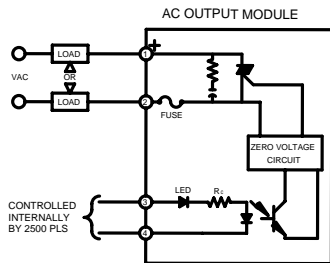 AC OUTPUT MODULE
LOAD
1
+
VAC
OR
LOAD
2
FUSE
ZERO VOLTAGE
CIRCUIT
LED
CONTROLLED
INTERNALLY
BY 2500 PLS
3
4